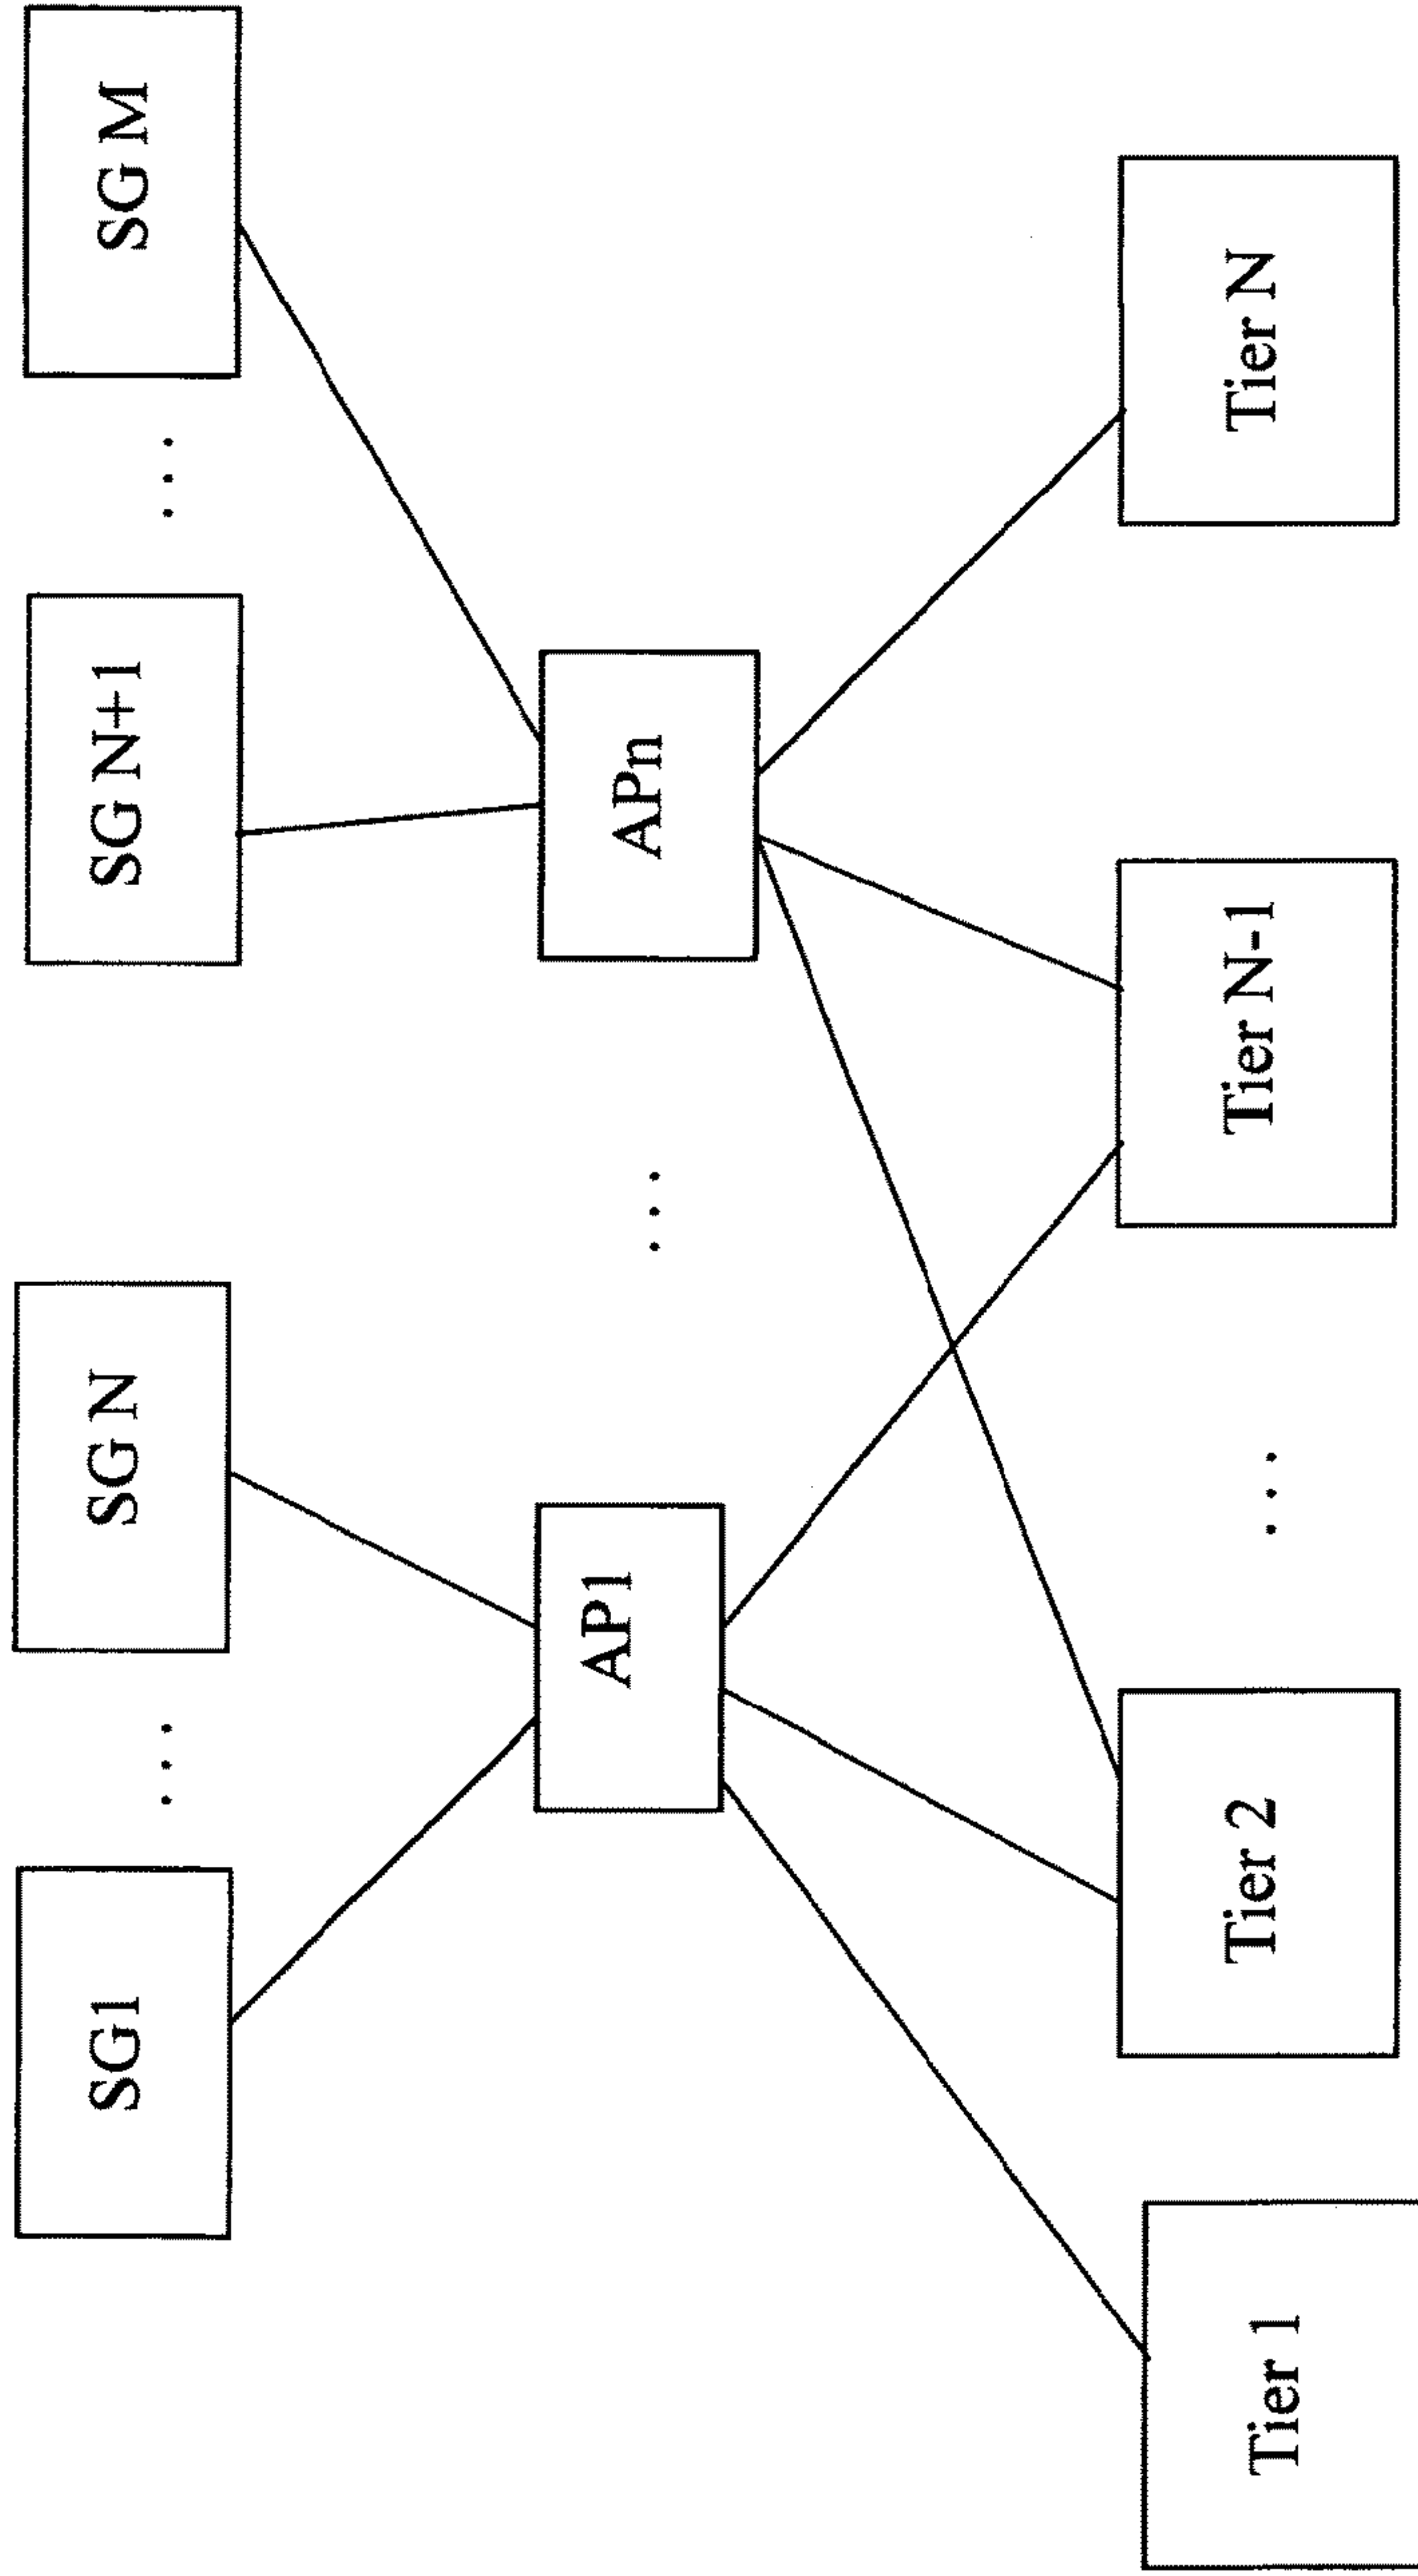 SG1
...
SG N
SG N+1
...
SG M
AP1
...
APn
Tier 1
Tier 2
...
Tier N-1
Tier N